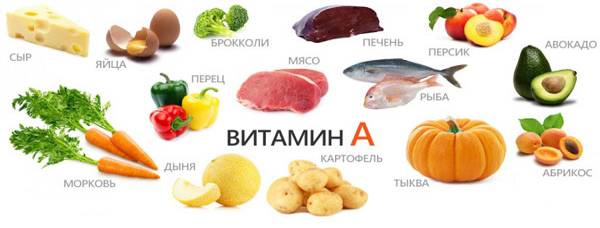 СЫР
ЯЙЦА
БРОККОЛИ
ПЕЧЕНЬ
ПЕРСИК
АВОКАДО
ПЕРЕЦ
МЯСО
РЫБА
ВИТАМИН А
МОРКОВЬ
ДЫНЯ
КАРТОФЕЛЬ
ТЫКВА
АБРИКОС